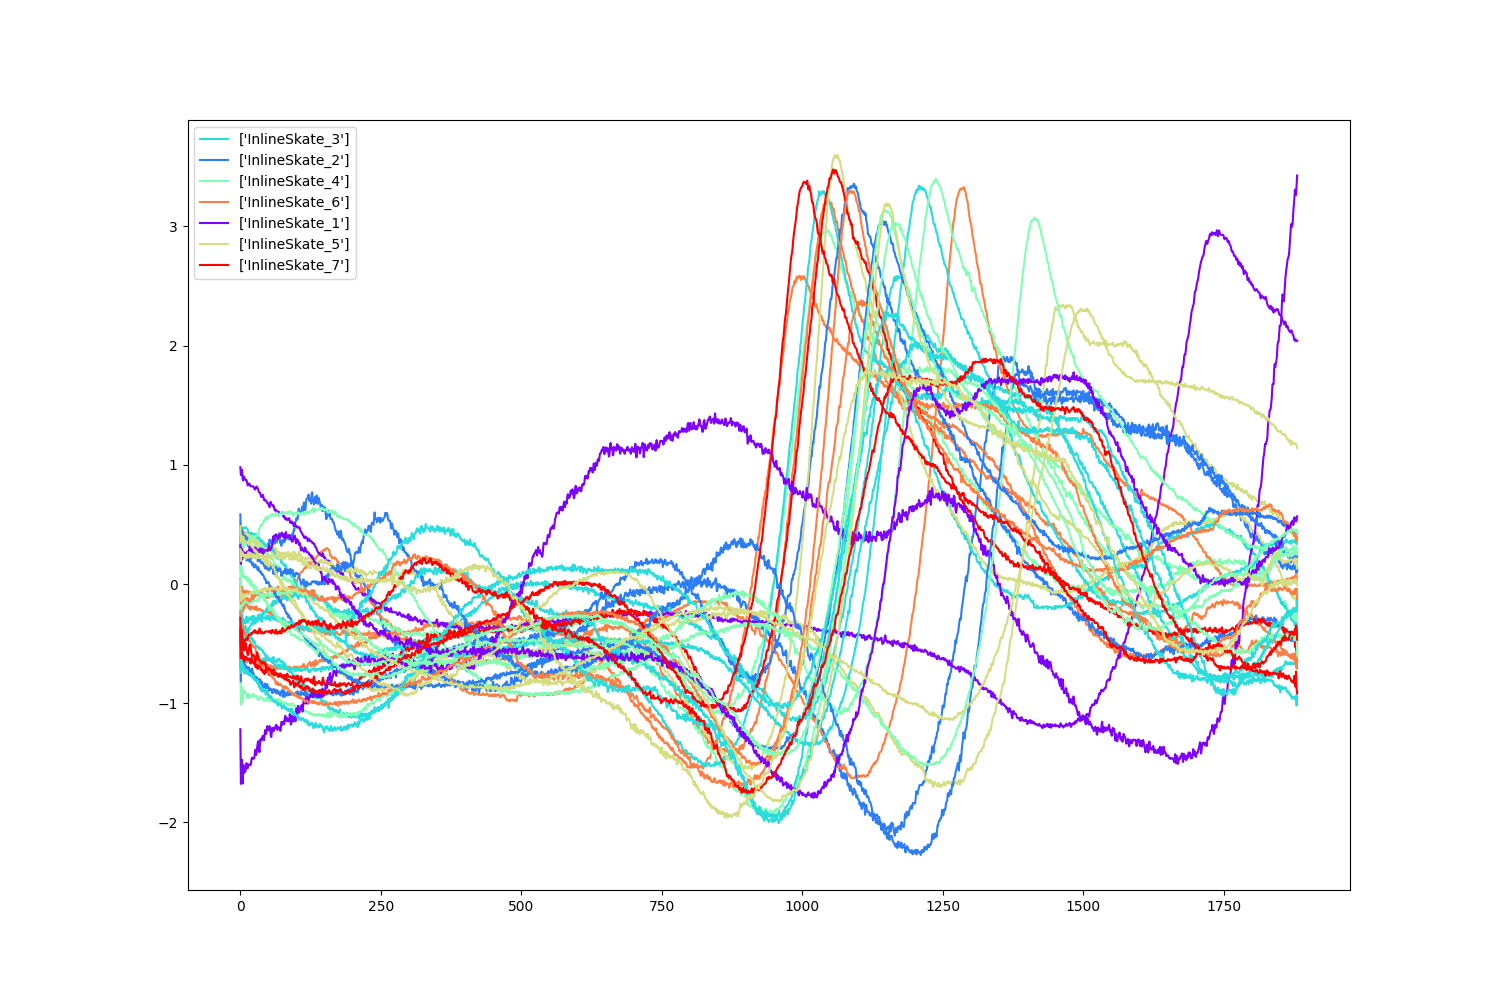 ['InlineSkate_3']
['InlineSkate_2']
['InlineSkate_4']
['InlineSkate_6']
['InlineSkate_1']
['InlineSkate_5']
['InlineSkate_7']
3
2
1
0
−1
−2
0 250 500 750 1000 1250 1500 1750